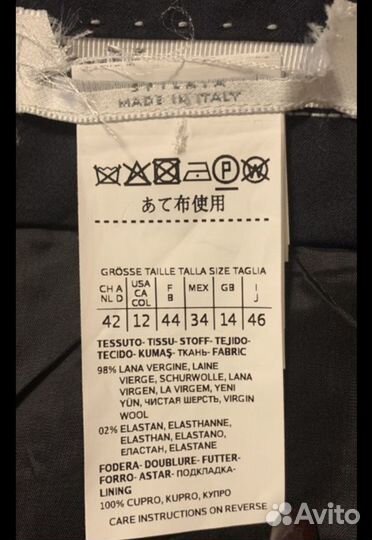 MADE IN ITALY
P W
あて布使用
GRÖSSE TAILLE TALLA SIZE TAGLIA
CH A NL D USA CA COL F B MEX GB I J
42 12 44 34 14 46
TESSUTO- TISSU- STOFF- TEJIDO-
TECIDO- KUMAŞ- ТКАНЬ- FABRIC
98% LANA VERGINE, LAINE
VIERGE, SCHURWOLLE, LANA
VIRGEN, LA VIRGEM, YENI
YÜN, ЧИСТАЯ ШЕРСТЬ, VIRGIN
WOOL
02% ELASTAN, ELASTHANNE,
ELASTHAN, ELASTANO,
ЕЛАСТАН, ELASTANE
FODERA- DOUBLURE- FUTTER-
FORRO- ASTAR- ПОДКЛАДКА-
LINING
100% CUPRO, KUPRO, КУПРО
CARE INSTRUCTIONS ON REVERSE
Avito